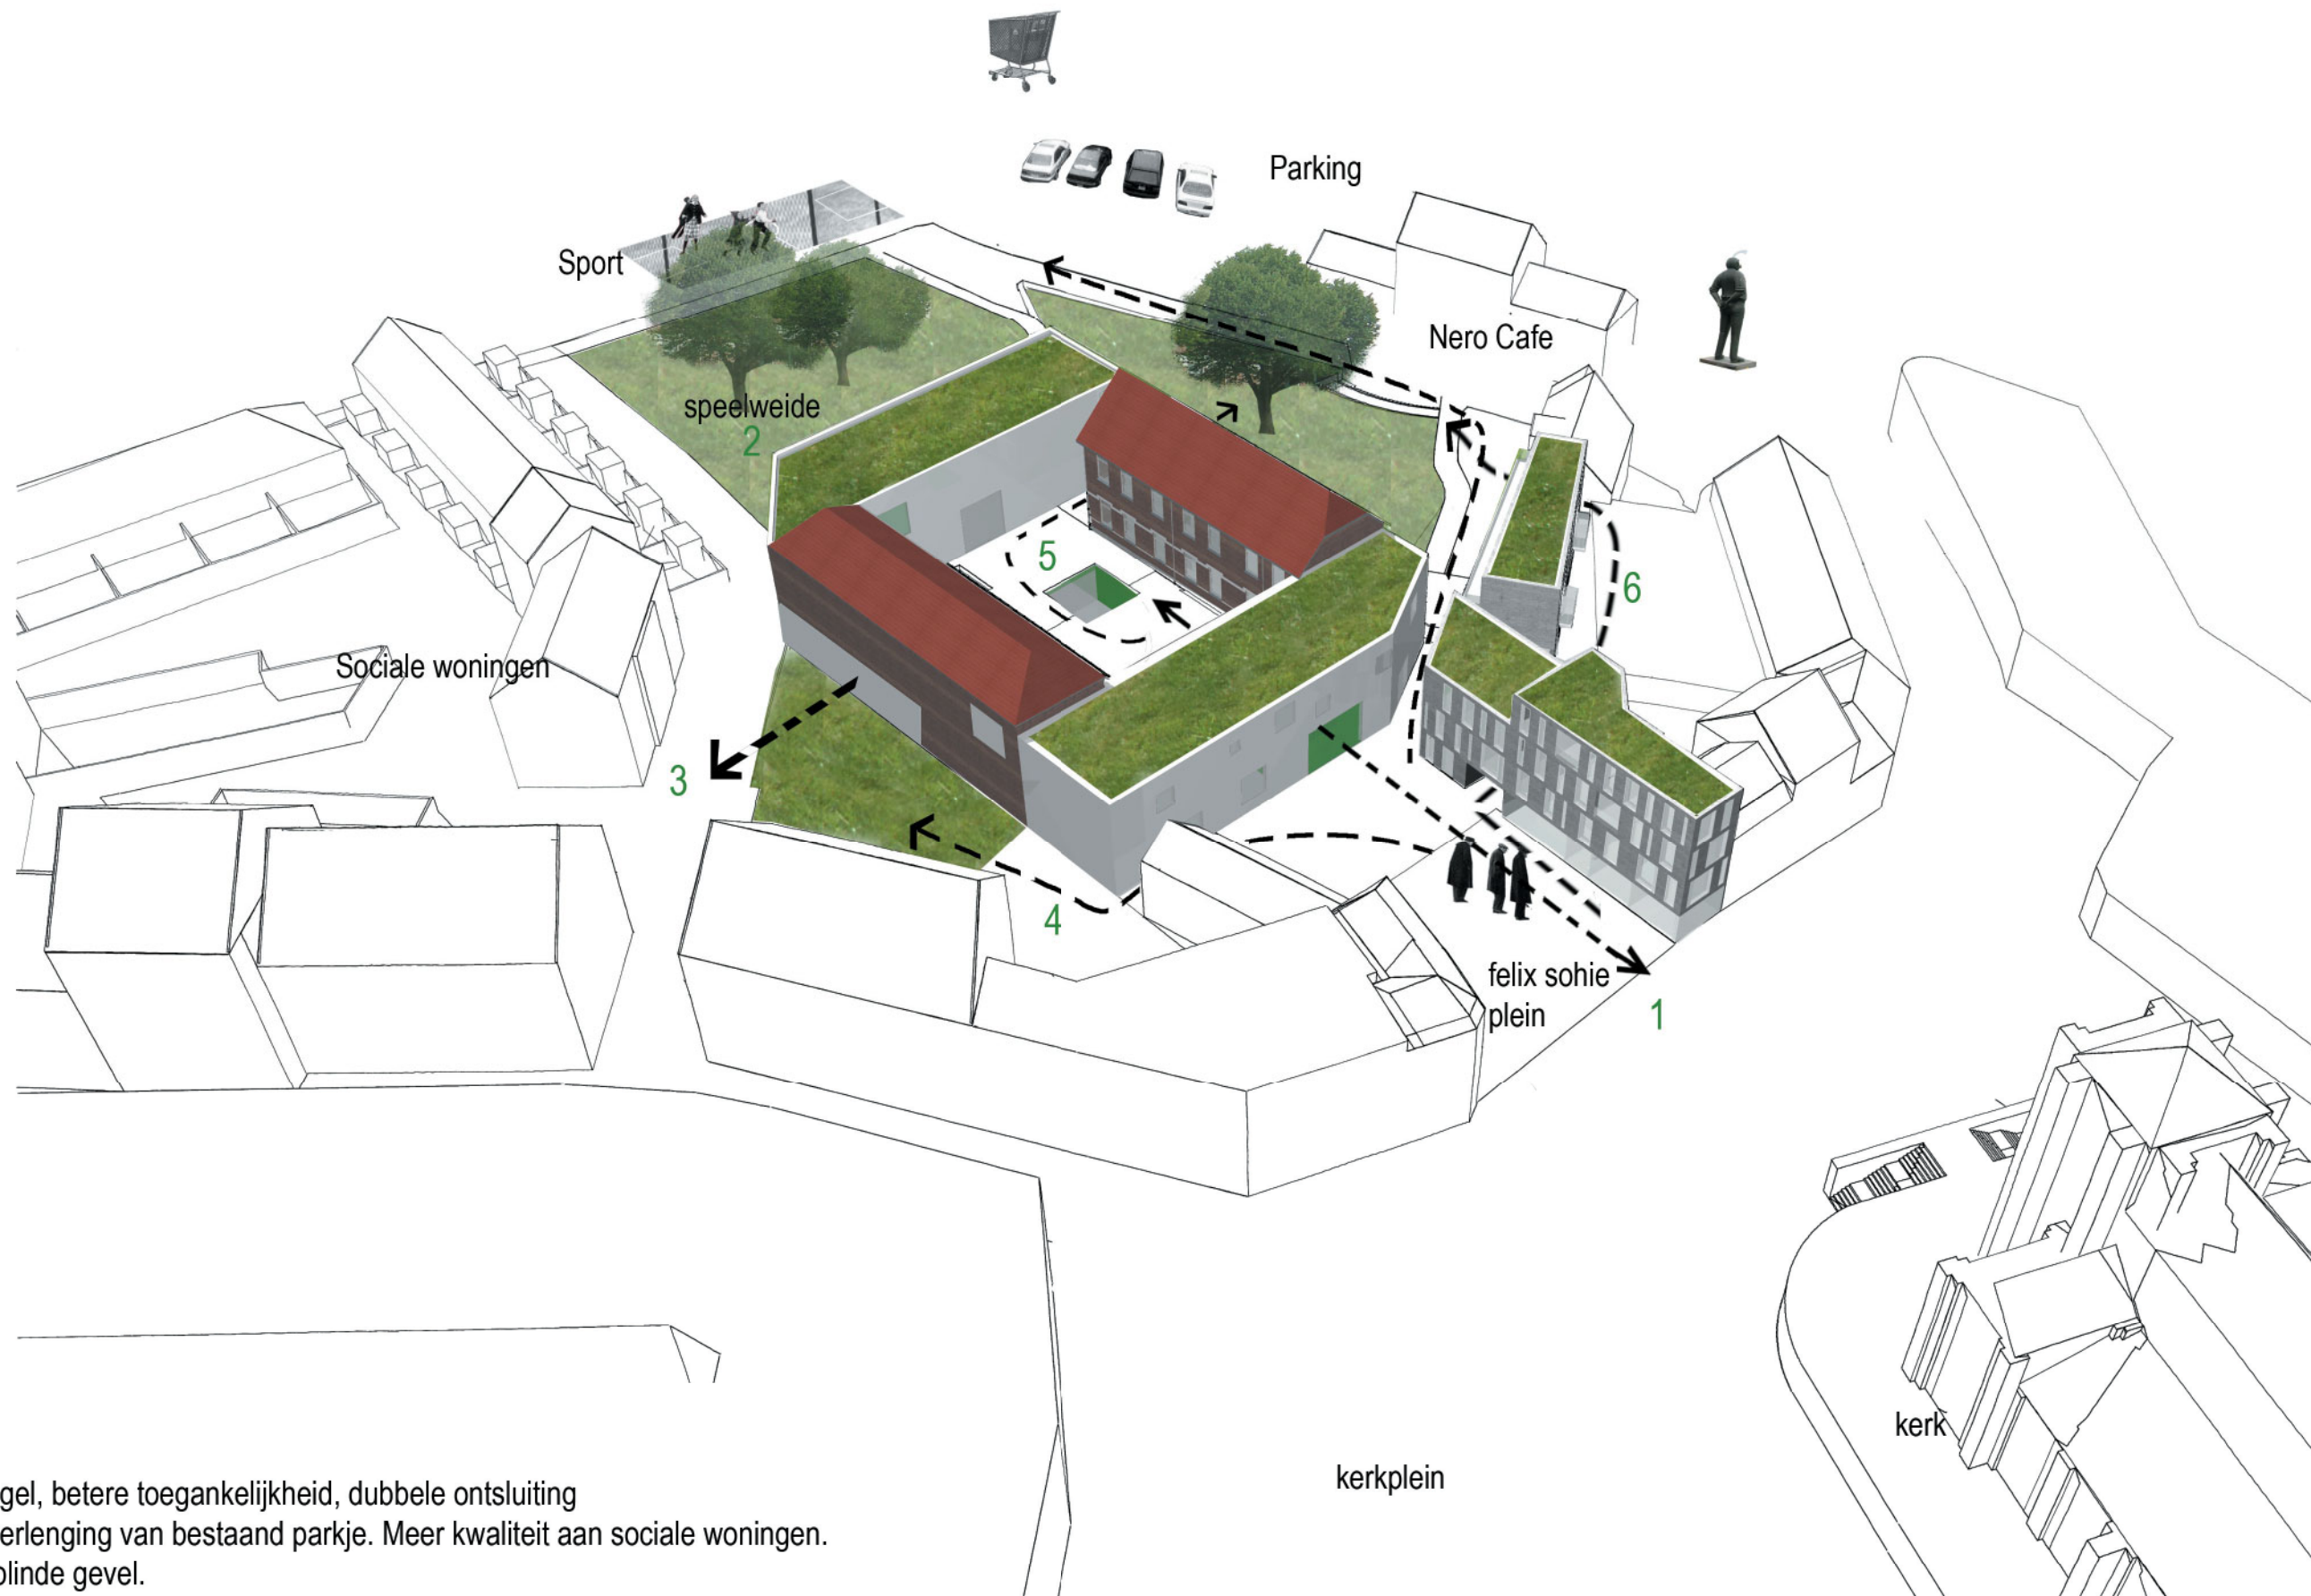 Parking
Sport
Nero Cafe
speelweide
2
5
6
Sociale woningen
3
4
felix sohie
plein
1
kerk
kerkplein
gel, betere toegankelijkheid, dubbele ontsluiting
erlenging van bestaand parkje. Meer kwaliteit aan sociale woningen.
blinde gevel.